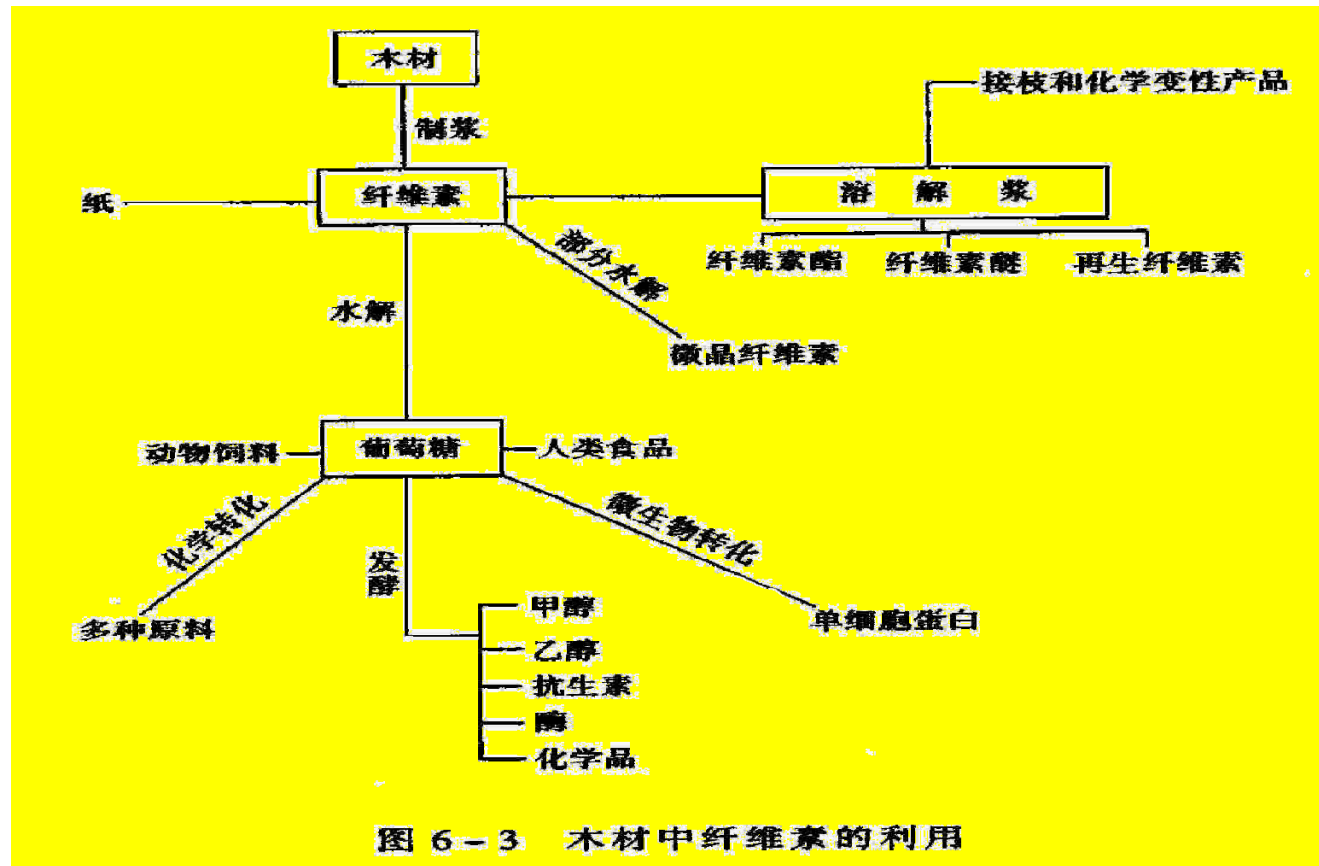 木材
接枝和化学变性产品
制浆
纸
纤维素
溶解浆
部分水解
纤维素酯
纤维素醚
再生纤维素
水解
微晶纤维素
动物饲料
葡萄糖
人类食品
化学转化
微生物转化
发酵
甲醇
多种原料
单细胞蛋白
乙醇
抗生素
酶
化学品
图 6-3 木材中纤维素的利用